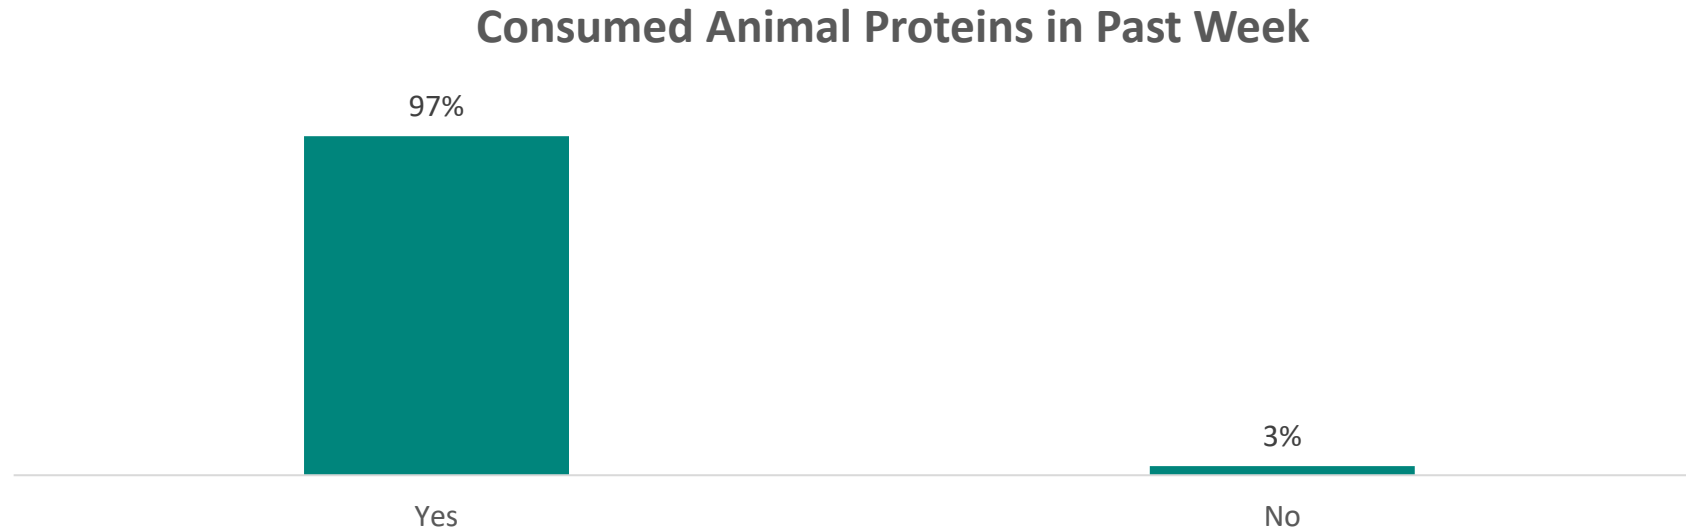 Consumed Animal Proteins in Past Week
97%
3%
Yes
No